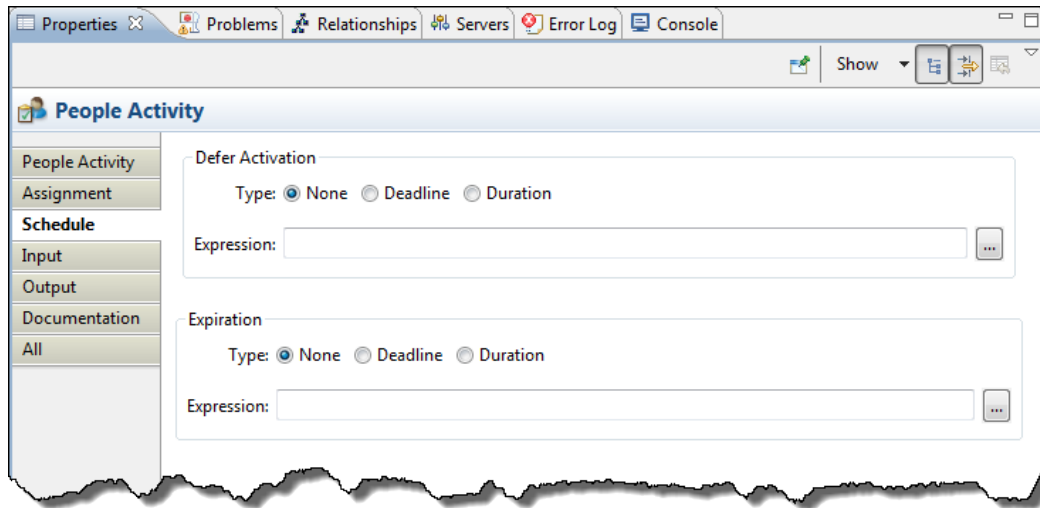 Properties Problems Relationships Servers Error Log Console
Show
People Activity
People Activity
Assignment
Schedule
Input
Output
Documentation
All
Defer Activation
Type: None Deadline Duration
Expression: ...
Expiration
Type: None Deadline Duration
Expression: ...